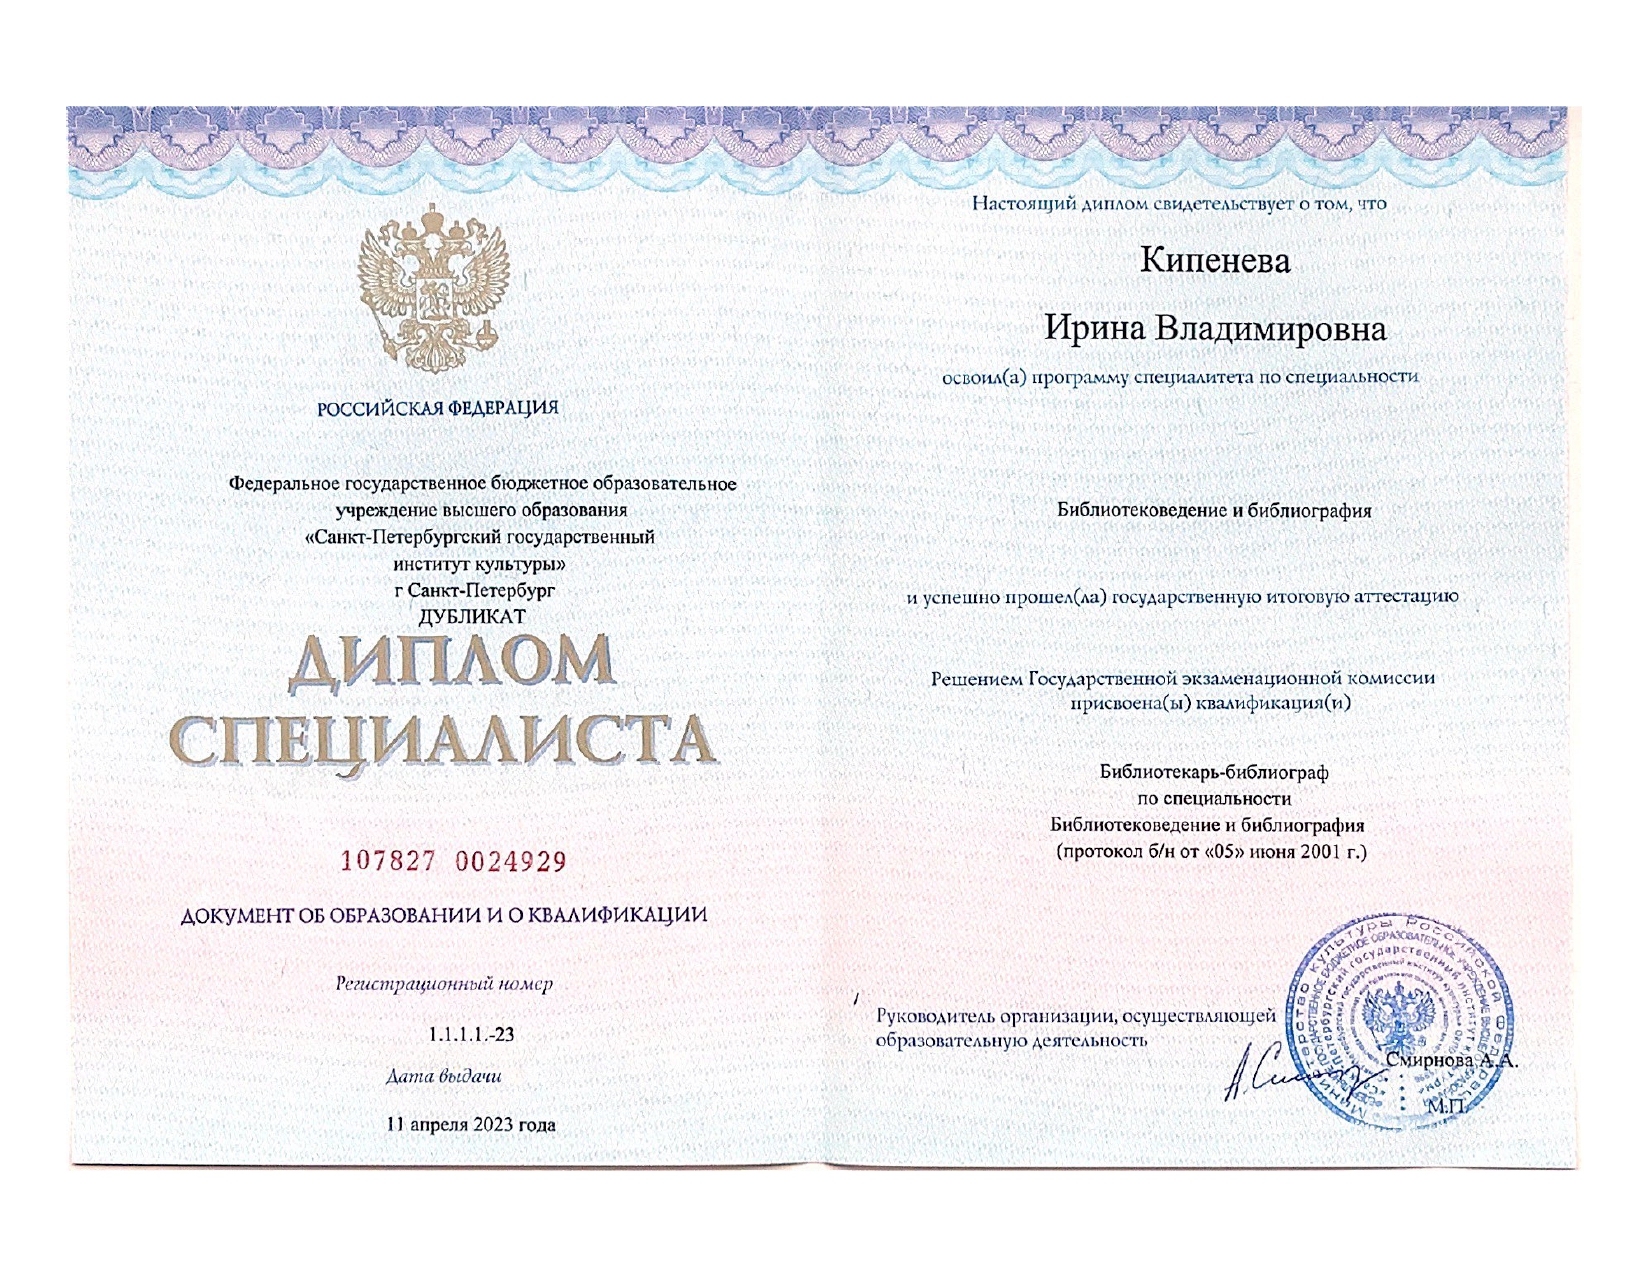 РОССИЙСКАЯ ФЕДЕРАЦИЯ
Федеральное государственное бюджетное образовательное
учреждение высшего образования
«Санкт-Петербургский государственный
институт культуры»
г Санкт-Петербург
ДУБЛИКАТ
ДИПЛОМ
СПЕЦИАЛИСТА
107827 0024929
ДОКУМЕНТ ОБ ОБРАЗОВАНИИ И О КВАЛИФИКАЦИИ
Регистрационный номер
1.1.1.1.-23
Дата выдачи
11 апреля 2023 года
Настоящий диплом свидетельствует о том, что
Кипенева
Ирина Владимировна
освоил(а) программу специалитета по специальности
Библиотековедение и библиография
и успешно прошел(ла) государственную итоговую аттестацию
Решением Государственной экзаменационной комиссии
присвоена(ы) квалификация(и)
Библиотекарь-библиограф
по специальности
Библиотековедение и библиография
(протокол б/н от «05» июня 2001 г.)
Руководитель организации, осуществляющей
образовательную деятельность
Смирнова А.А.
М.П.